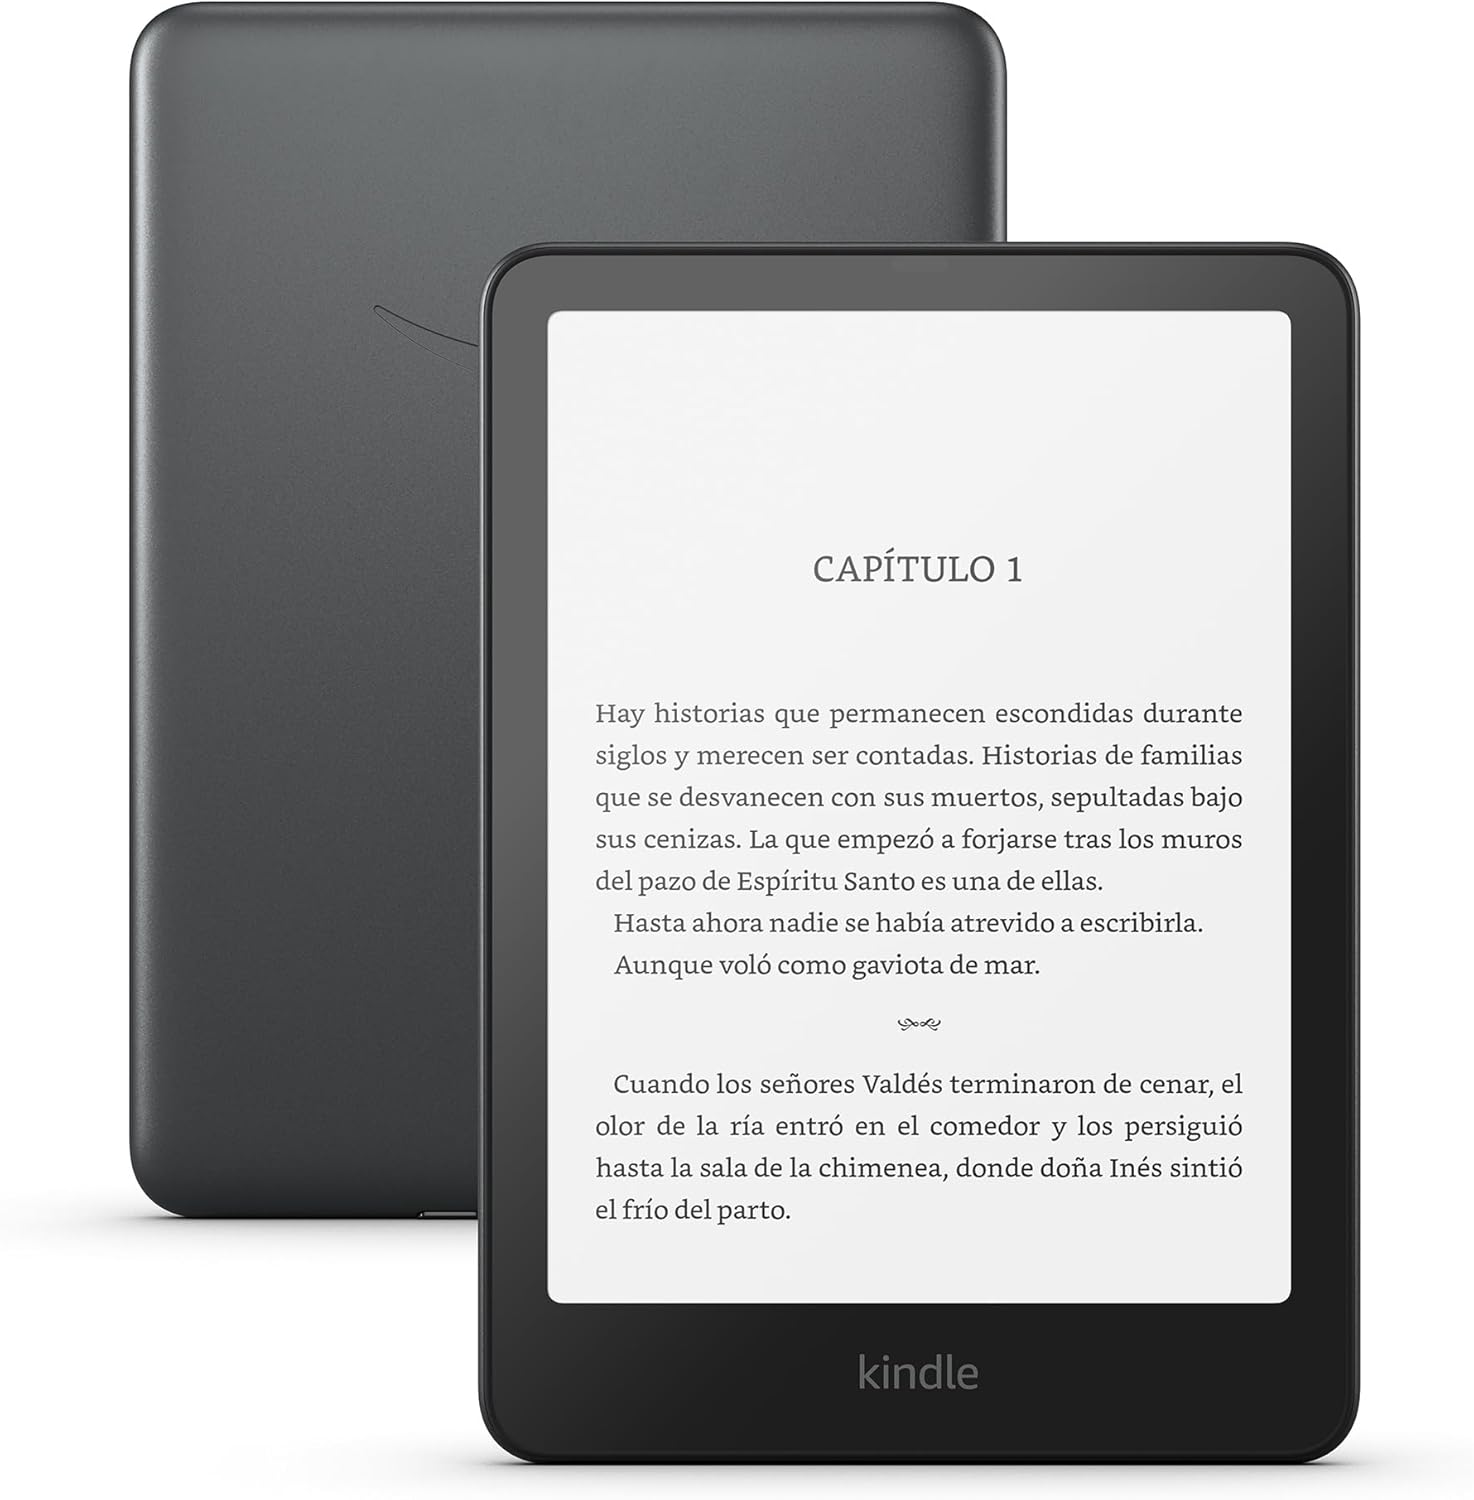 CAPÍTULO 1
Hay historias que permanecen escondidas durante
siglos y merecen ser contadas. Historias de familias
que se desvanecen con sus muertos, sepultadas bajo
sus cenizas. La que empezó a forjarse tras los muros
del pazo de Espíritu Santo es una de ellas.
Hasta ahora nadie se había atrevido a escribirla.
Aunque voló como gaviota de mar.
Cuando los señores Valdés terminaron de cenar, el
olor de la ría entró en el comedor y los persiguió
hasta la sala de la chimenea, donde doña Inés sintió
el frío del parto.
kindle